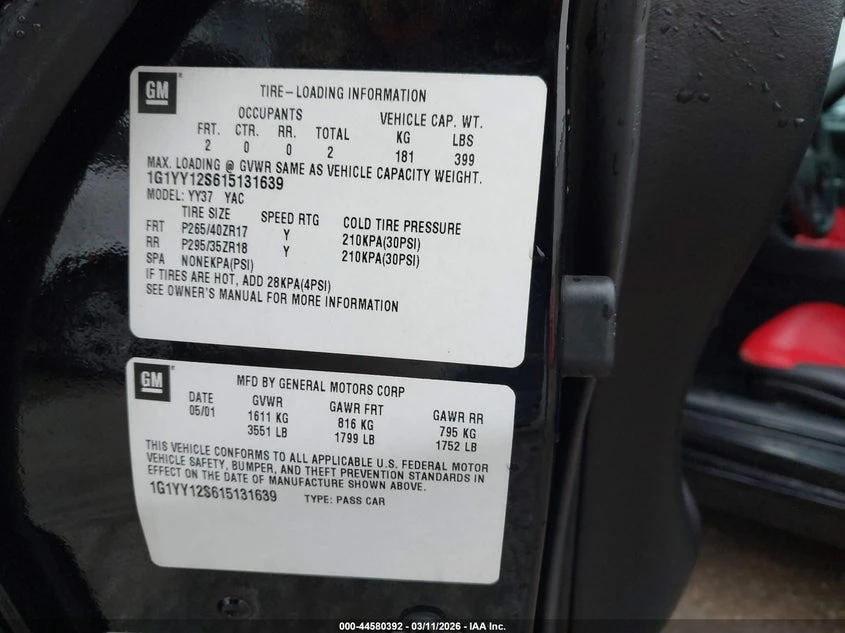 GM
TIRE-LOADING INFORMATION
OCCUPANTS VEHICLE CAP. WT.
FRT. CTR. RR. TOTAL KG LBS
2 0 0 2 181 399
MAX. LOADING @ GVWR SAME AS VEHICLE CAPACITY WEIGHT.
1G1YY12S615131639
MODEL: YY37 YAC
TIRE SIZE SPEED RTG COLD TIRE PRESSURE
FRT P265/40ZR17 Y 210KPA(30PSI)
RR P295/35ZR18 Y 210KPA(30PSI)
SPA NONEKPA(PSI)
IF TIRES ARE HOT, ADD 28KPA(4PSI)
SEE OWNER'S MANUAL FOR MORE INFORMATION
GM
MFD BY GENERAL MOTORS CORP
DATE GVWR GAWR FRT GAWR RR
05/01 1611 KG 816 KG 795 KG
3551 LB 1799 LB 1752 LB
THIS VEHICLE CONFORMS TO ALL APPLICABLE U.S. FEDERAL MOTOR
VEHICLE SAFETY, BUMPER, AND THEFT PREVENTION STANDARDS IN
EFFECT ON THE DATE OF MANUFACTURE SHOWN ABOVE.
1G1YY12S615131639 TYPE: PASS CAR
000-44580392 - 03/11/2026 - IAA Inc.